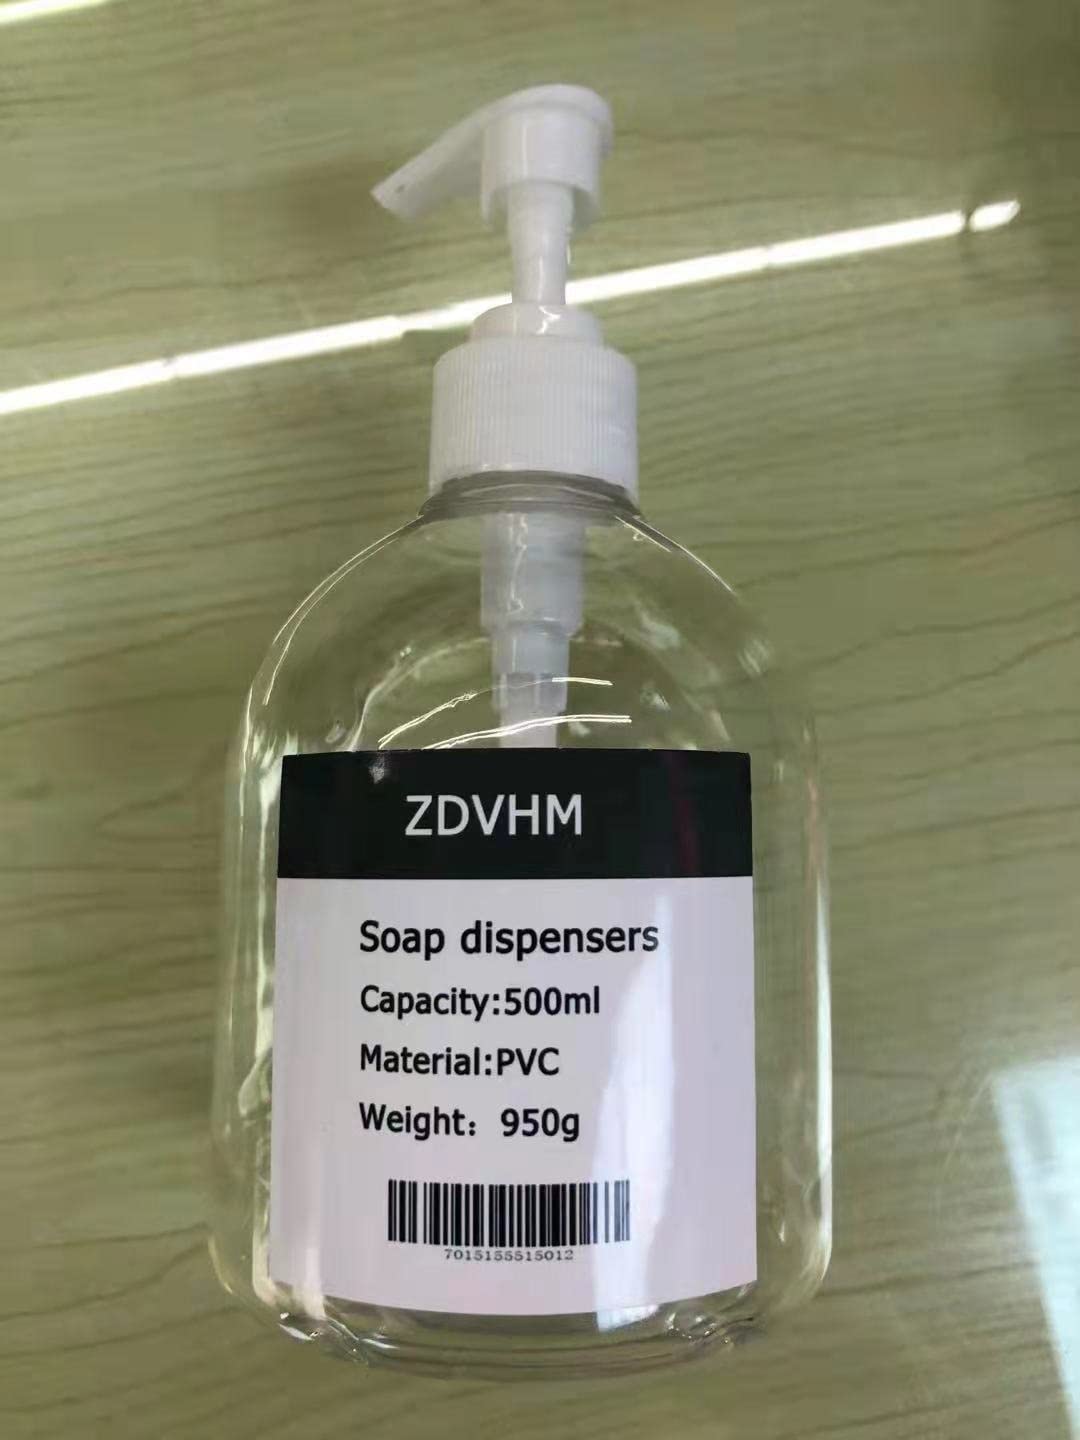 ZDVHM
Soap dispensers
Capacity:500ml
Material:PVC
Weight: 950g
7015155515012